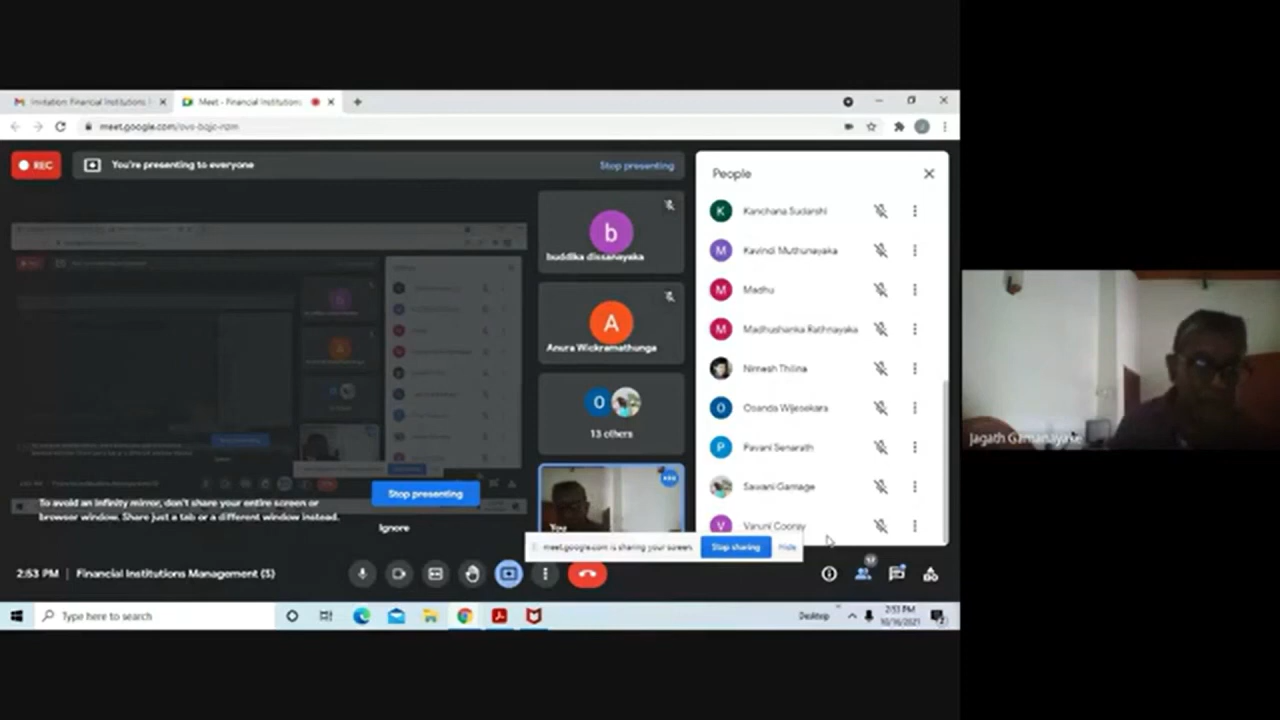 Invitation: Financial Institutions
Meet - Financial Institutions
meet.google.com/ovs-bqjc-npm
REC
You're presenting to everyone
Stop presenting
People
Kanchana Sudarshi
buddika dissanayaka
Kavindi Muthunayaka
Madhu
Anura Wickramathunga
Madhushanka Rathnayaka
Nimesh Thilina
13 others
Osanda Wijesekara
Pavani Senarath
Jagath Gamanayake
Sawani Gamage
To avoid an infinity mirror, don't share your entire screen or
browser window. Share just a tab or a different window instead.
Stop presenting
Ignore
You
Varuni Cooray
meet.google.com is sharing your screen.
Stop sharing
Hide
2:53 PM | Financial Institutions Management (S)
Type here to search
Desktop
2:53 PM
10/16/2021